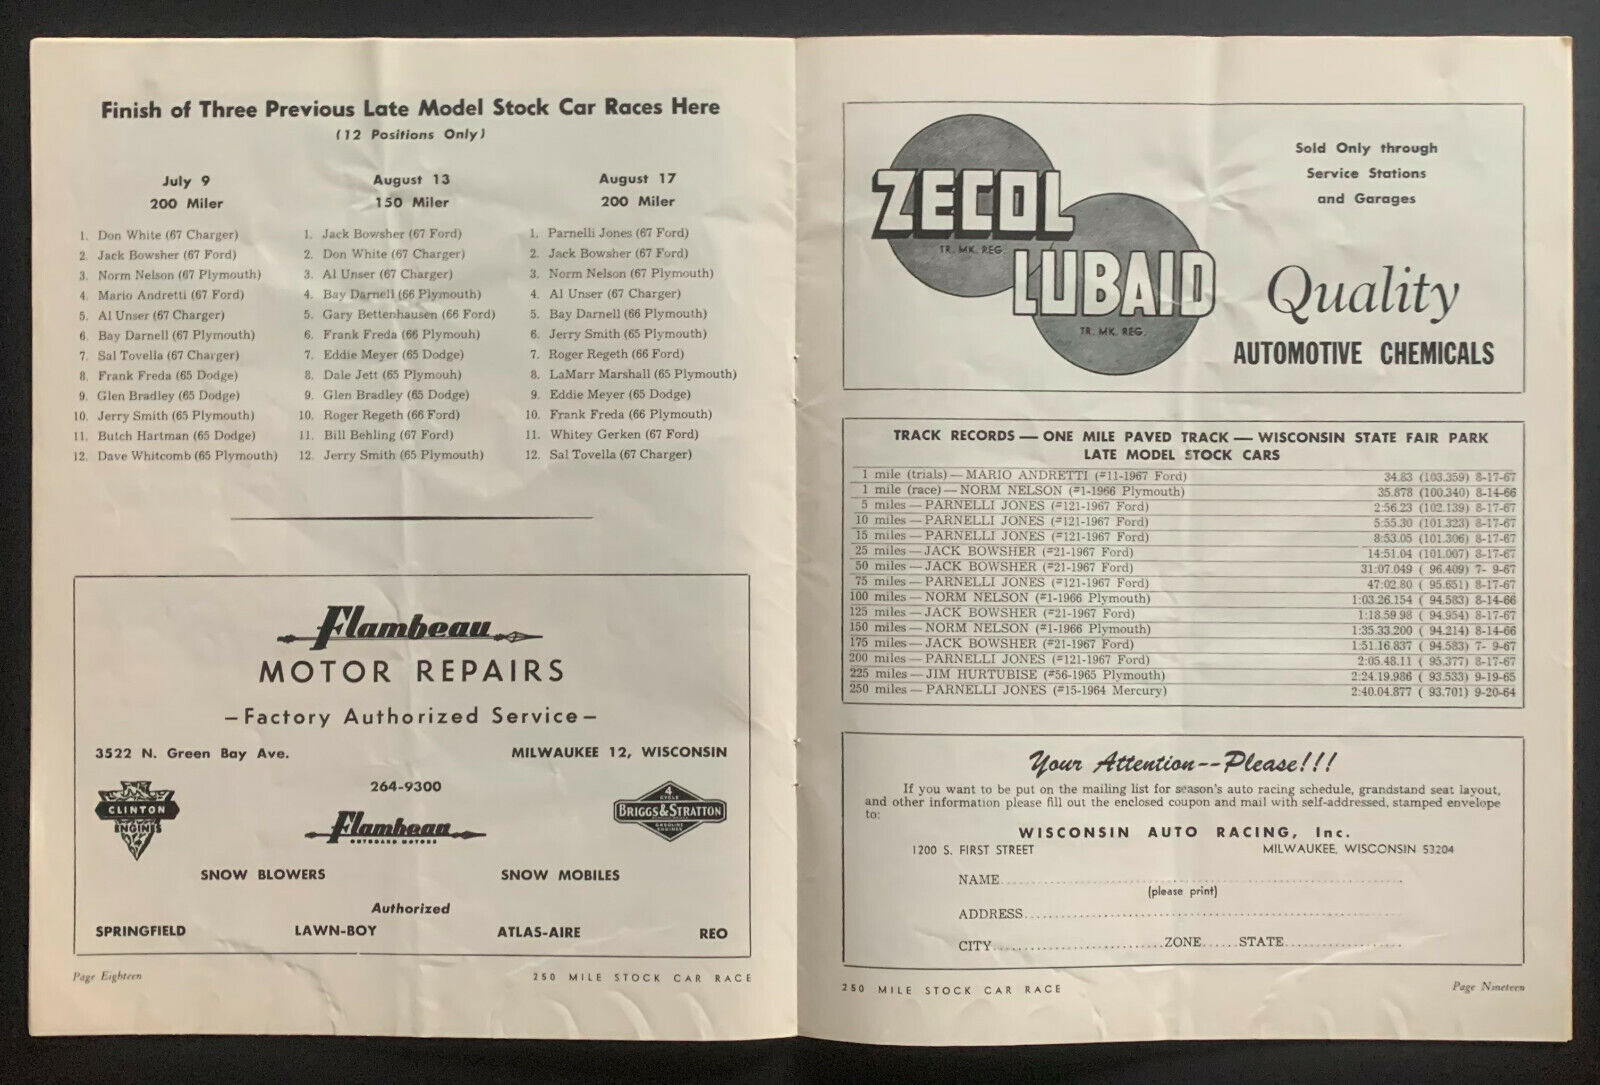 Finish of Three Previous Late Model Stock Car Races Here
(12 Positions Only)
July 9
200 Miler
1. Don White (67 Charger)
2. Jack Bowsher (67 Ford)
3. Norm Nelson (67 Plymouth)
4. Mario Andretti (67 Ford)
5. Al Unser (67 Charger)
6. Bay Darnell (67 Plymouth)
7. Sal Tovella (67 Charger)
8. Frank Freda (65 Dodge)
9. Glen Bradley (65 Dodge)
10. Jerry Smith (65 Plymouth)
11. Butch Hartman (65 Dodge)
12. Dave Whitcomb (65 Plymouth)
August 13
150 Miler
1. Jack Bowsher (67 Ford)
2. Don White (67 Charger)
3. Al Unser (67 Charger)
4. Bay Darnell (66 Plymouth)
5. Gary Bettenhausen (66 Ford)
6. Frank Freda (66 Plymouh)
7. Eddie Meyer (65 Dodge)
8. Dale Jett (65 Plymouh)
9. Glen Bradley (65 Dodge)
10. Roger Regeth (66 Ford)
11. Bill Behling (67 Ford)
12. Jerry Smith (65 Plymouth)
August 17
200 Miler
1. Parnelli Jones (67 Ford)
2. Jack Bowsher (67 Ford)
3. Norm Nelson (67 Plymouth)
4. Al Unser (67 Charger)
5. Bay Darnell (66 Plymouth)
6. Jerry Smith (65 Plymouth)
7. Roger Regeth (66 Ford)
8. LaMarr Marshall (65 Plymouth)
9. Eddie Meyer (65 Dodge)
10. Frank Freda (66 Plymouth)
11. Whitey Gerken (67 Ford)
12. Sal Tovella (67 Charger)
Flambeau
MOTOR REPAIRS
—Factory Authorized Service—
3522 N. Green Bay Ave. MILWAUKEE 12, WISCONSIN
264-9300
CLINTON
ENGINES
Flambeau
OUTBOARD MOTORS
4
CYCLE
BRIGGS&STRATTON
GASOLINE
ENGINES
SNOW BLOWERS SNOW MOBILES
Authorized
SPRINGFIELD LAWN-BOY ATLAS-AIRE REO
Page Eighteen 250 MILE STOCK CAR RACE
ZECOL
TR. MK. REG.
LUBAID
TR. MK. REG.
Sold Only through
Service Stations
and Garages
Quality
AUTOMOTIVE CHEMICALS
TRACK RECORDS — ONE MILE PAVED TRACK — WISCONSIN STATE FAIR PARK
LATE MODEL STOCK CARS
1 mile (trials) — MARIO ANDRETTI (#11-1967 Ford) 34.83 (103.359) 8-17-67
1 mile (race) — NORM NELSON (#1-1966 Plymouth) 35.878 (100.340) 8-14-66
5 miles — PARNELLI JONES (#121-1967 Ford) 2:56.23 (102.139) 8-17-67
10 miles — PARNELLI JONES (#121-1967 Ford) 5:55.30 (101.323) 8-17-67
15 miles — PARNELLI JONES (#121-1967 Ford) 8:53.05 (101.306) 8-17-67
25 miles — JACK BOWSHER (#21-1967 Ford) 14:51.04 (101.007) 8-17-67
50 miles — JACK BOWSHER (#21-1967 Ford) 31:07.049 ( 96.409) 7- 9-67
75 miles — PARNELLI JONES (#121-1967 Ford) 47:02.80 ( 95.651) 8-17-67
100 miles — NORM NELSON (#1-1966 Plymouth) 1:03.26.154 ( 94.583) 8-14-66
125 miles — JACK BOWSHER (#21-1967 Ford) 1:18.59.98 ( 94.954) 8-17-67
150 miles — NORM NELSON (#1-1966 Plymouth) 1:35.33.200 ( 94.214) 8-14-66
175 miles — JACK BOWSHER (#21-1967 Ford) 1:51.16.837 ( 94.583) 7- 9-67
200 miles — PARNELLI JONES (#121-1967 Ford) 2:05.48.11 ( 95.377) 8-17-67
225 miles — JIM HURTUBISE (#56-1965 Plymouth) 2:24.19.986 ( 93.533) 9-19-65
250 miles — PARNELLI JONES (#15-1964 Mercury) 2:40.04.877 ( 93.701) 9-20-64
Your Attention--Please!!!
If you want to be put on the mailing list for season's auto racing schedule, grandstand seat layout,
and other information please fill out the enclosed coupon and mail with self-addressed, stamped envelope
to:
WISCONSIN AUTO RACING, Inc.
1200 S. FIRST STREET MILWAUKEE, WISCONSIN 53204
NAME
(please print)
ADDRESS
CITY ZONE STATE
250 MILE STOCK CAR RACE Page Nineteen